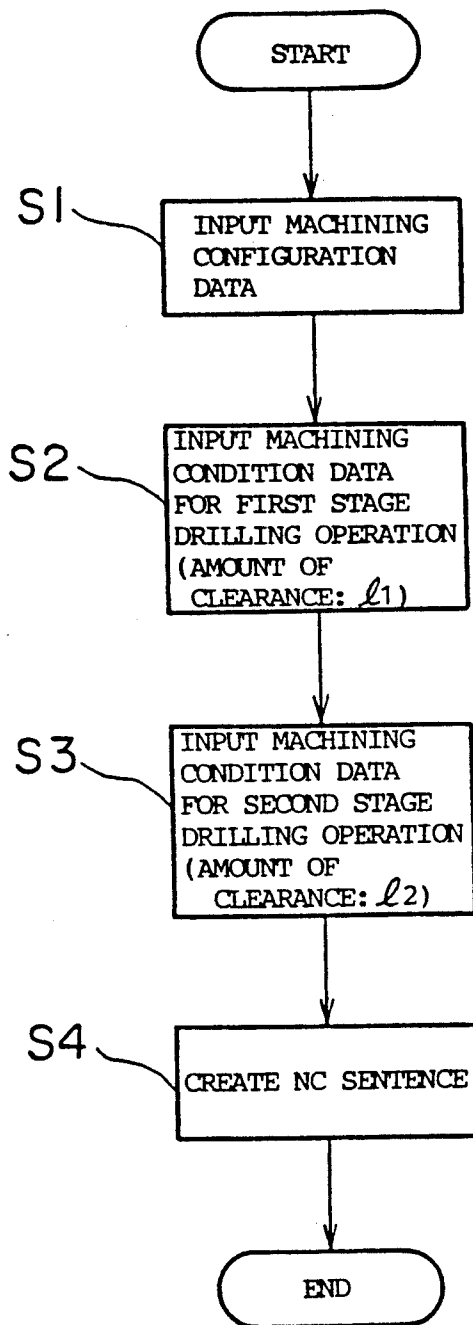 START
S1
INPUT MACHINING
CONFIGURATION
DATA
S2
INPUT MACHINING
CONDITION DATA
FOR FIRST STAGE
DRILLING OPERATION
(AMOUNT OF
CLEARANCE: ℓ1)
S3
INPUT MACHINING
CONDITION DATA
FOR SECOND STAGE
DRILLING OPERATION
(AMOUNT OF
CLEARANCE: ℓ2)
S4
CREATE NC SENTENCE
END